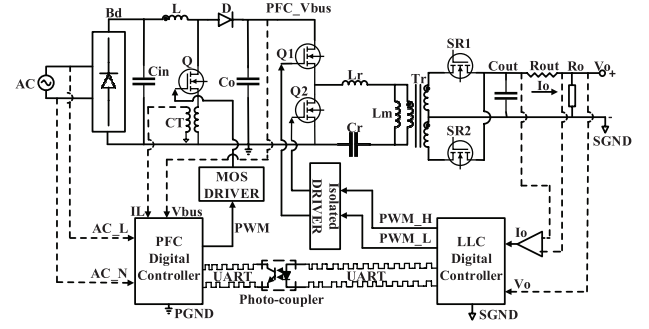 Bd
L
D
PFC_Vbus
AC
Cin
Q
Co
CT
Q1
Q2
Lr
Lm
Tr
Cr
SR1
SR2
Cout
Rout
Ro
Vo
+
Io
-
SGND
MOS DRIVER
Isolated DRIVER
IL
Vbus
PWM
AC_L
AC_N
PFC Digital Controller
PGND
UART
UART
Photo-coupler
PWM_H
PWM_L
LLC Digital Controller
Io
Vo
SGND